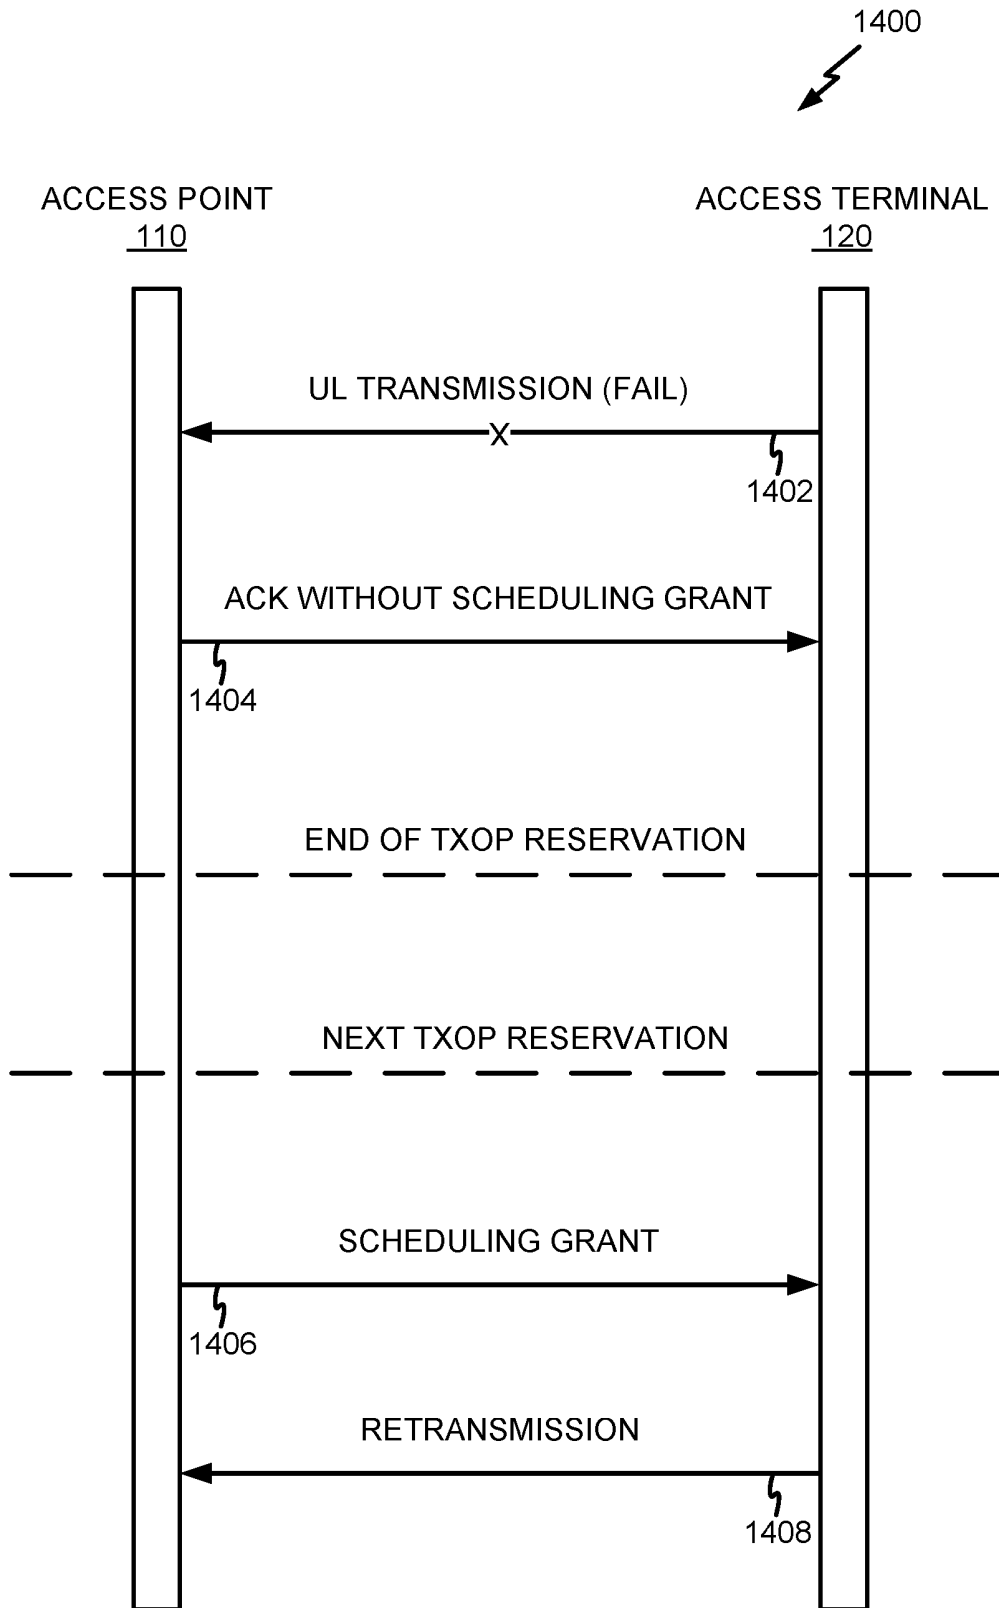 1400
ACCESS POINT
110
ACCESS TERMINAL
120
UL TRANSMISSION (FAIL)
X
1402
ACK WITHOUT SCHEDULING GRANT
1404
END OF TXOP RESERVATION
NEXT TXOP RESERVATION
SCHEDULING GRANT
1406
RETRANSMISSION
1408